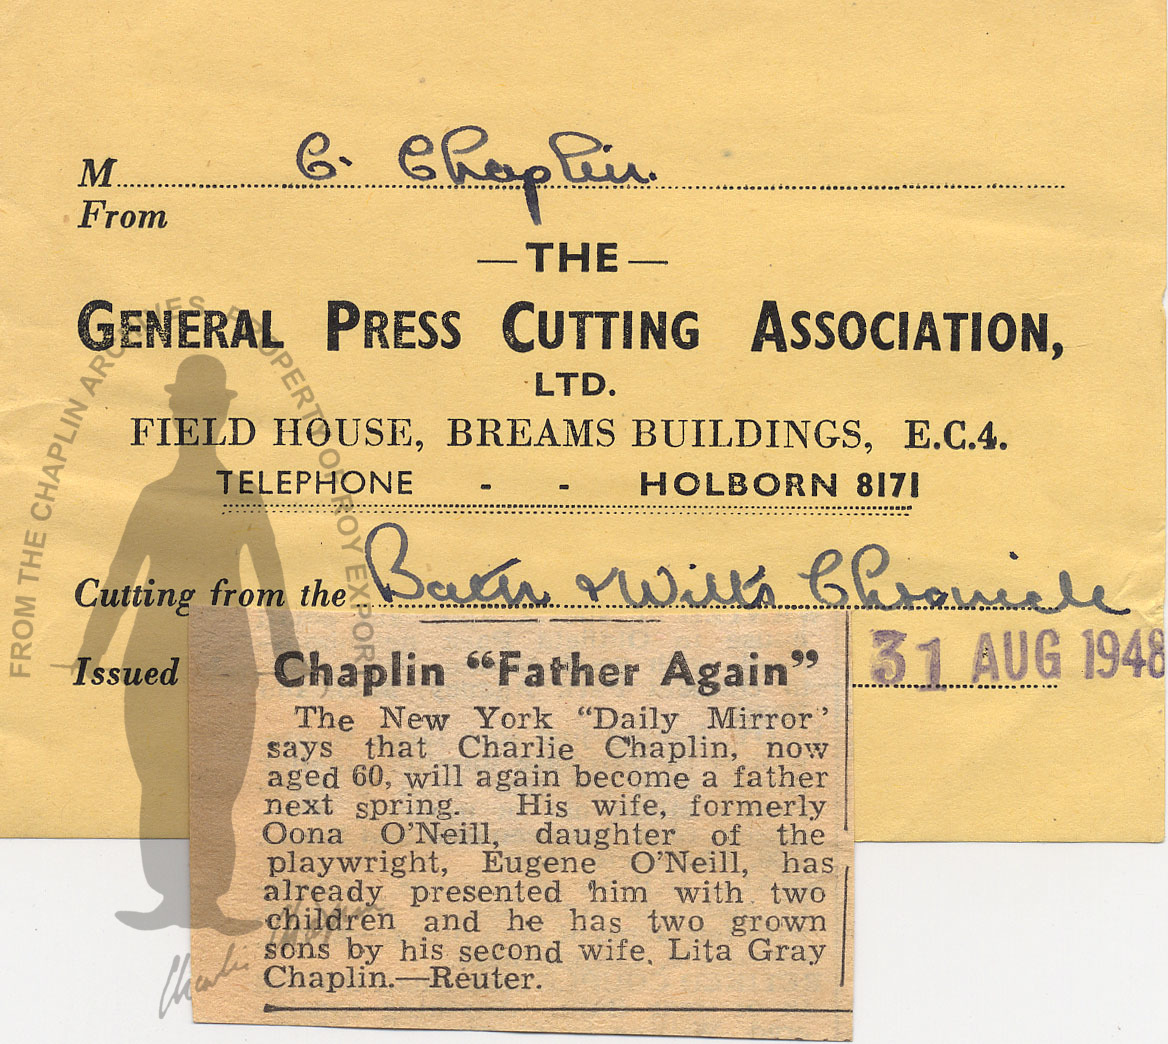 M C. Chaplin.
From
— THE —
GENERAL PRESS CUTTING ASSOCIATION,
LTD.
FIELD HOUSE, BREAMS BUILDINGS, E.C.4.
TELEPHONE - - HOLBORN 8171
Cutting from the Bath & Wilts Chronicle
Issued 31 AUG 1948
Chaplin “Father Again”
The New York “Daily Mirror’
says that Charlie Chaplin, now
aged 60, will again become a father
next spring. His wife, formerly
Oona O'Neill, daughter of the
playwright, Eugene O'Neill, has
already presented him with two
children and he has two grown
sons by his second wife, Lita Gray
Chaplin.—Reuter.
FROM THE CHAPLIN ARCHIVES, PROPERTY OF ROY EXPORT
Charlie Chaplin